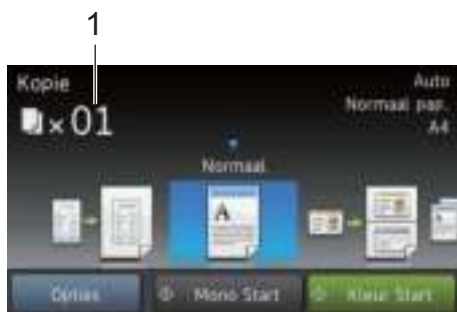 1
Kopie
Auto
Normaal pap.
A4
×01
Normaal
A
Opties
Mono Start
Kleur Start